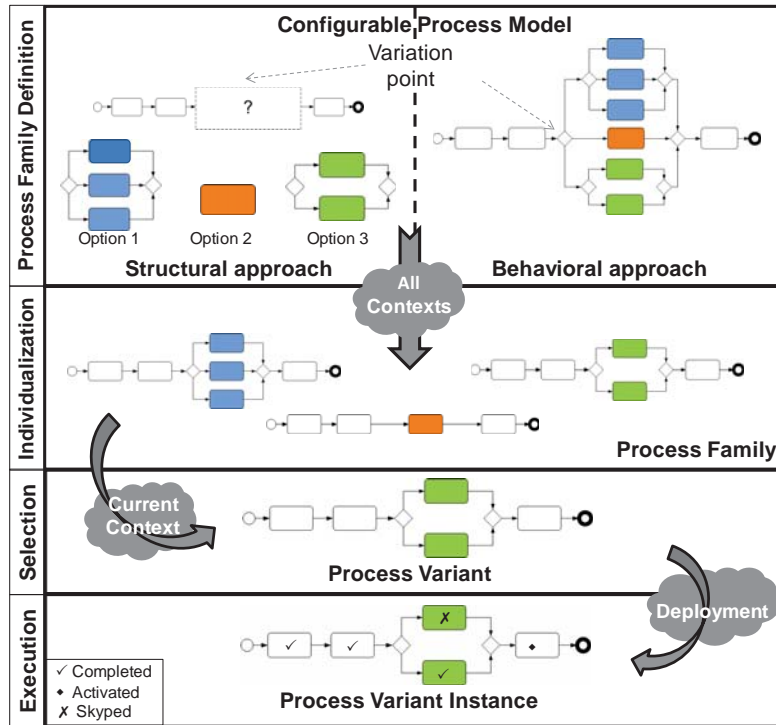 Process Family Definition
Configurable Process Model
Variation
point
?
Option 1
Option 2
Option 3
Structural approach
Behavioral approach
All
Contexts
Individualization
Process Family
Selection
Current
Context
Process Variant
Deployment
Execution
✗
✓
✓
✓
✓ Completed
◆ Activated
✗ Skyped
Process Variant Instance